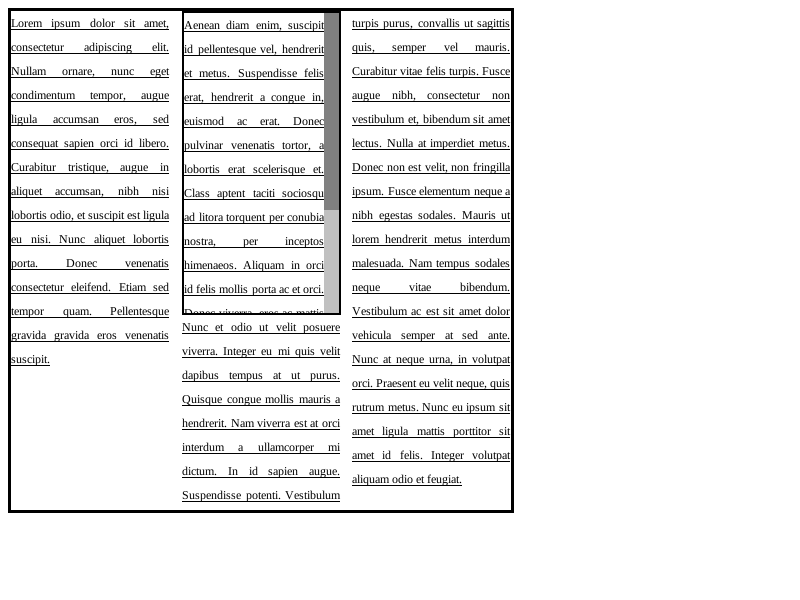 Lorem ipsum dolor sit amet,
consectetur adipiscing elit.
Nullam ornare, nunc eget
condimentum tempor, augue
ligula accumsan eros, sed
consequat sapien orci id libero.
Curabitur tristique, augue in
aliquet accumsan, nibh nisi
lobortis odio, et suscipit est ligula
eu nisi. Nunc aliquet lobortis
porta. Donec venenatis
consectetur eleifend. Etiam sed
tempor quam. Pellentesque
gravida gravida eros venenatis
suscipit.
Aenean diam enim, suscipit
id pellentesque vel, hendrerit
et metus. Suspendisse felis
erat, hendrerit a congue in,
euismod ac erat. Donec
pulvinar venenatis tortor, a
lobortis erat scelerisque et.
Class aptent taciti sociosqu
ad litora torquent per conubia
nostra, per inceptos
himenaeos. Aliquam in orci
id felis mollis porta ac et orci.
Donec viverra, eros ac mattis
Nunc et odio ut velit posuere
viverra. Integer eu mi quis velit
dapibus tempus at ut purus.
Quisque congue mollis mauris a
hendrerit. Nam viverra est at orci
interdum a ullamcorper mi
dictum. In id sapien augue.
Suspendisse potenti. Vestibulum
turpis purus, convallis ut sagittis
quis, semper vel mauris.
Curabitur vitae felis turpis. Fusce
augue nibh, consectetur non
vestibulum et, bibendum sit amet
lectus. Nulla at imperdiet metus.
Donec non est velit, non fringilla
ipsum. Fusce elementum neque a
nibh egestas sodales. Mauris ut
lorem hendrerit metus interdum
malesuada. Nam tempus sodales
neque vitae bibendum.
Vestibulum ac est sit amet dolor
vehicula semper at sed ante.
Nunc at neque urna, in volutpat
orci. Praesent eu velit neque, quis
rutrum metus. Nunc eu ipsum sit
amet ligula mattis porttitor sit
amet id felis. Integer volutpat
aliquam odio et feugiat.